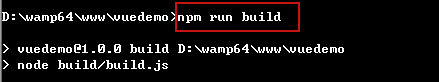 D:\wamp64\www\vuedemo>npm run build
> vuedemo@1.0.0 build D:\wamp64\www\vuedemo
> node build/build.js